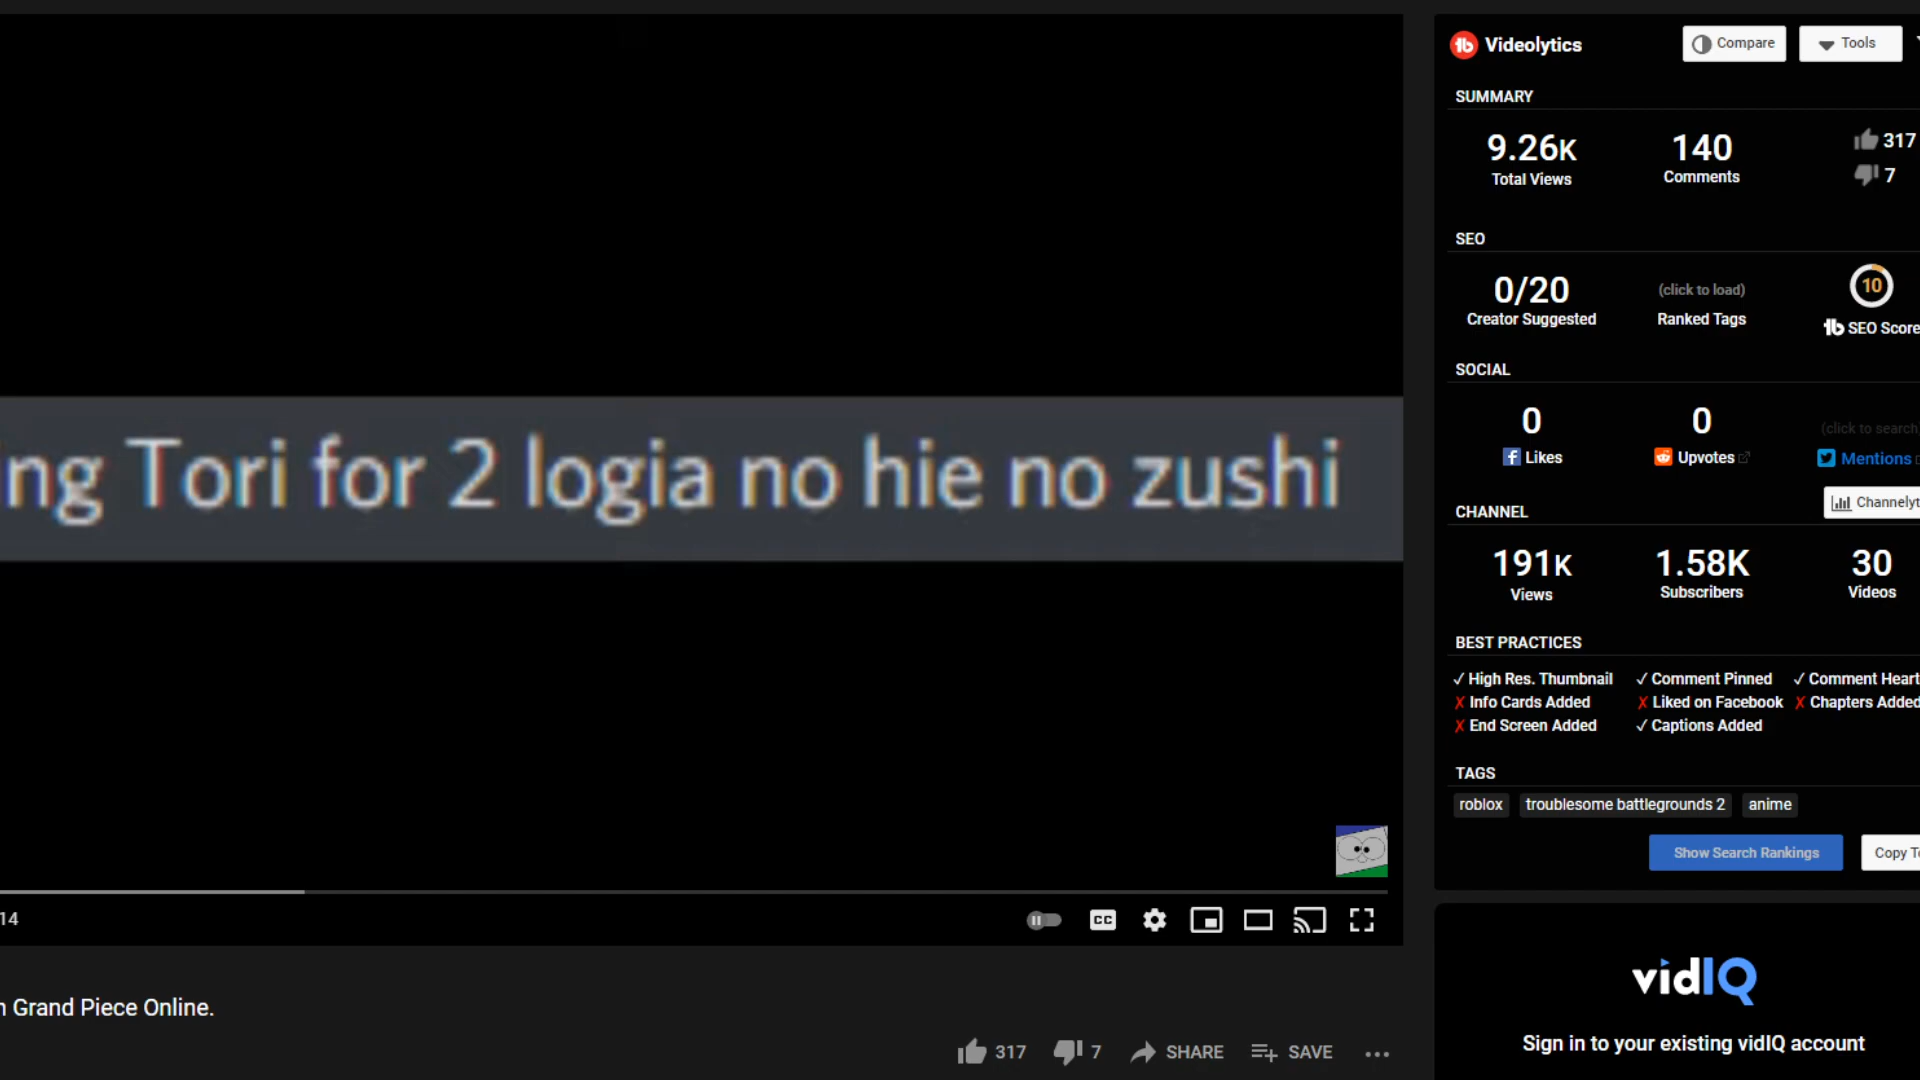 Videolytics
Compare
Tools
SUMMARY
9.26K
140
317
Total Views
Comments
7
SEO
0/20
(click to load)
10
Creator Suggested
Ranked Tags
tb SEO Score
SOCIAL
0
0
(click to search
Likes
Upvotes
Mentions
ng Tori for 2 logia no hie no zushi
CHANNEL
Channelyt
191K
1.58K
30
Views
Subscribers
Videos
BEST PRACTICES
✓ High Res. Thumbnail
✓ Comment Pinned
✓ Comment Heart
✗ Info Cards Added
✗ Liked on Facebook
✗ Chapters Added
✗ End Screen Added
✓ Captions Added
TAGS
roblox
troublesome battlegrounds 2
anime
Show Search Rankings
Copy T
14
CC
vidIQ
n Grand Piece Online.
Sign in to your existing vidIQ account
317
7
SHARE
SAVE